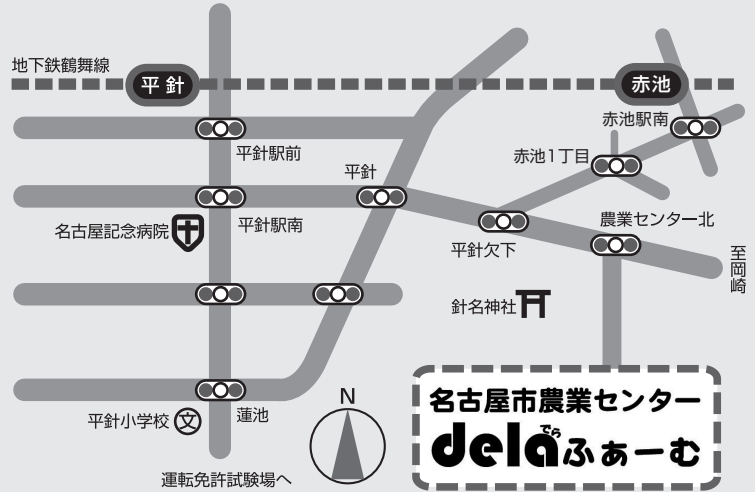 地下鉄鶴舞線
平針
赤池
赤池駅南
平針駅前
赤池1丁目
平針
平針駅南
名古屋記念病院
農業センター北
平針欠下
至岡崎
針名神社
名古屋市農業センター
delaふぁーむ
でら
N
平針小学校
文
蓮池
運転免許試験場へ